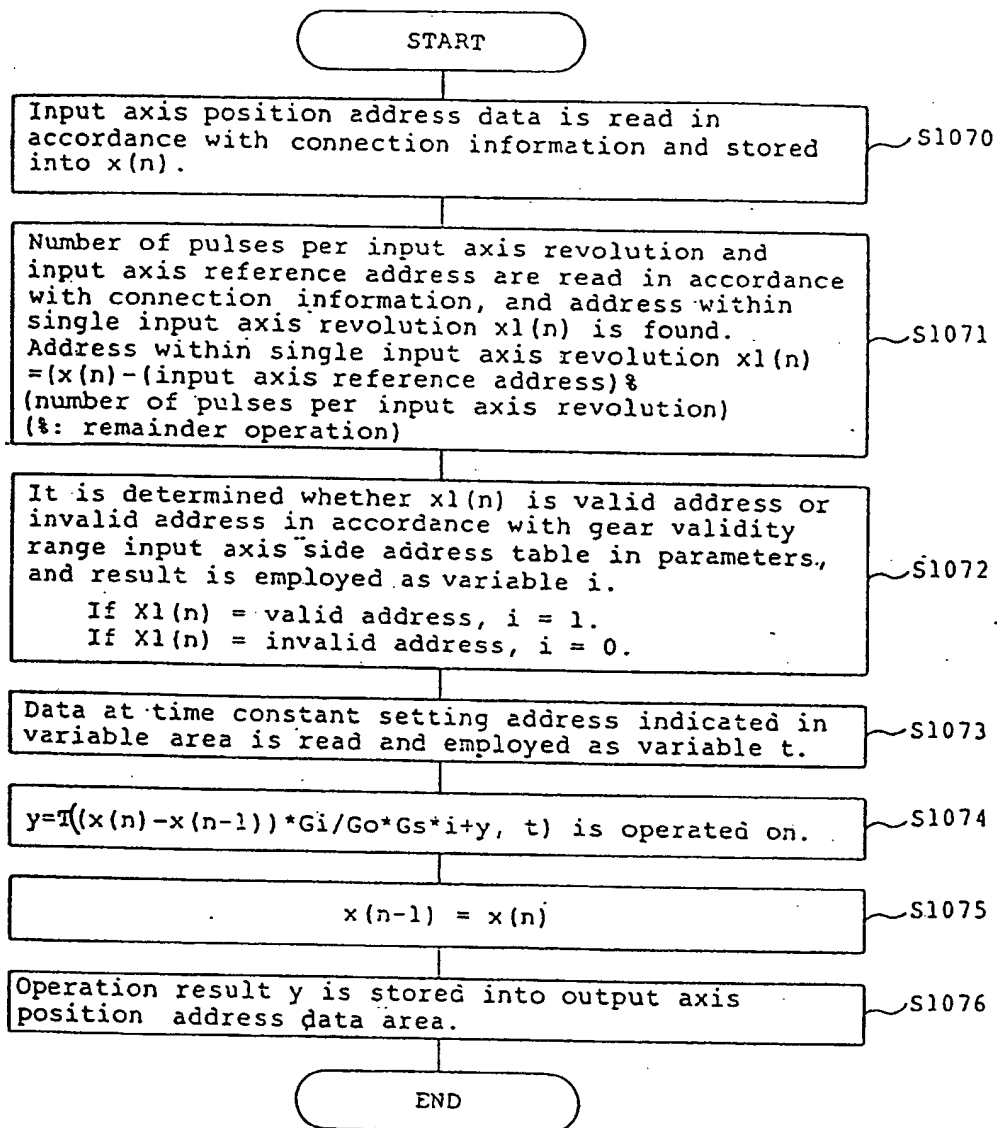 START
Input axis position address data is read in
accordance with connection information and stored
into x(n).
S1070
Number of pulses per input axis revolution and
input axis reference address are read in accordance
with connection information, and address within
single input axis revolution xl(n) is found.
Address within single input axis revolution xl(n)
=(x(n)-(input axis reference address)%
(number of pulses per input axis revolution)
(%: remainder operation)
S1071
It is determined whether xl(n) is valid address or
invalid address in accordance with gear validity
range input axis side address table in parameters,
and result is employed as variable i.
If Xl(n) = valid address, i = 1.
If Xl(n) = invalid address, i = 0.
S1072
Data at time constant setting address indicated in
variable area is read and employed as variable t.
S1073
y=T((x(n)-x(n-1))*Gi/Go*Gs*i+y, t) is operated on.
S1074
x(n-1) = x(n)
S1075
Operation result y is stored into output axis
position address data area.
S1076
END